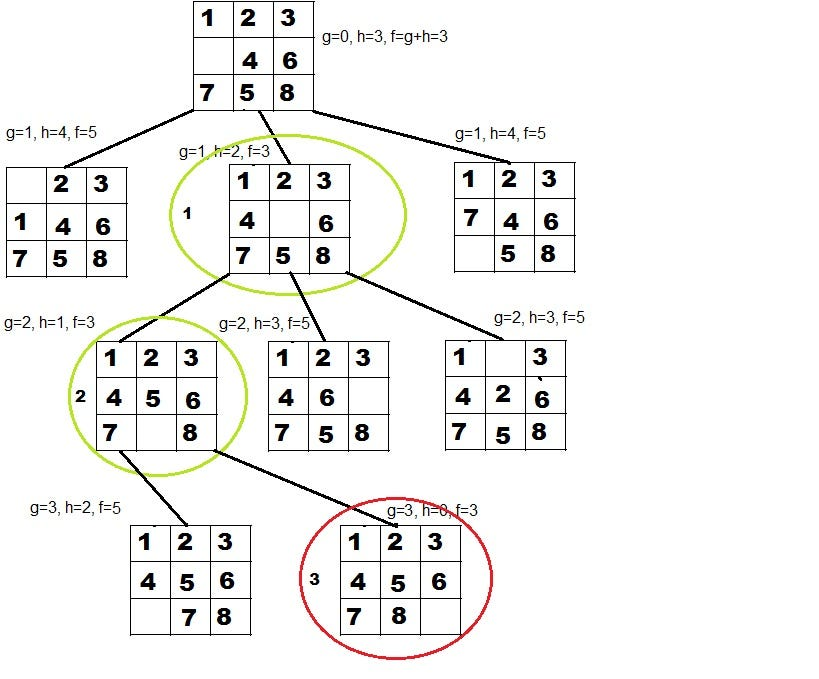 1 2 3
g=0, h=3, f=g+h=3
4 6
7 5 8
g=1, h=4, f=5
g=1, h=2, f=3
g=1, h=4, f=5
2 3
1 4 6
7 5 8
1
1 2 3
4 6
7 5 8
1 2 3
7 4 6
5 8
g=2, h=1, f=3
g=2, h=3, f=5
g=2, h=3, f=5
2
1 2 3
4 5 6
7 8
1 2 3
4 6
7 5 8
1 3
4 2 6
7 5 8
g=3, h=2, f=5
g=3, h=0, f=3
1 2 3
4 5 6
7 8
3
1 2 3
4 5 6
7 8